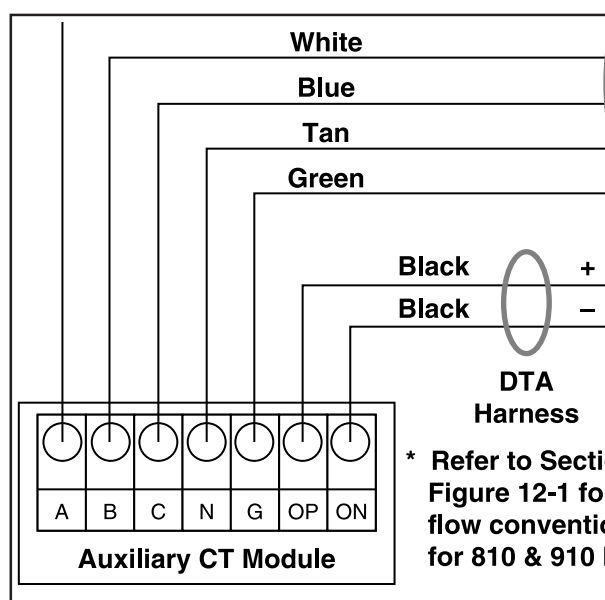 White
Blue
Tan
Green
Black +
Black –
DTA
Harness
A B C N G OP ON
Auxiliary CT Module
* Refer to
Figure 12-1
flow
for 810 & 910